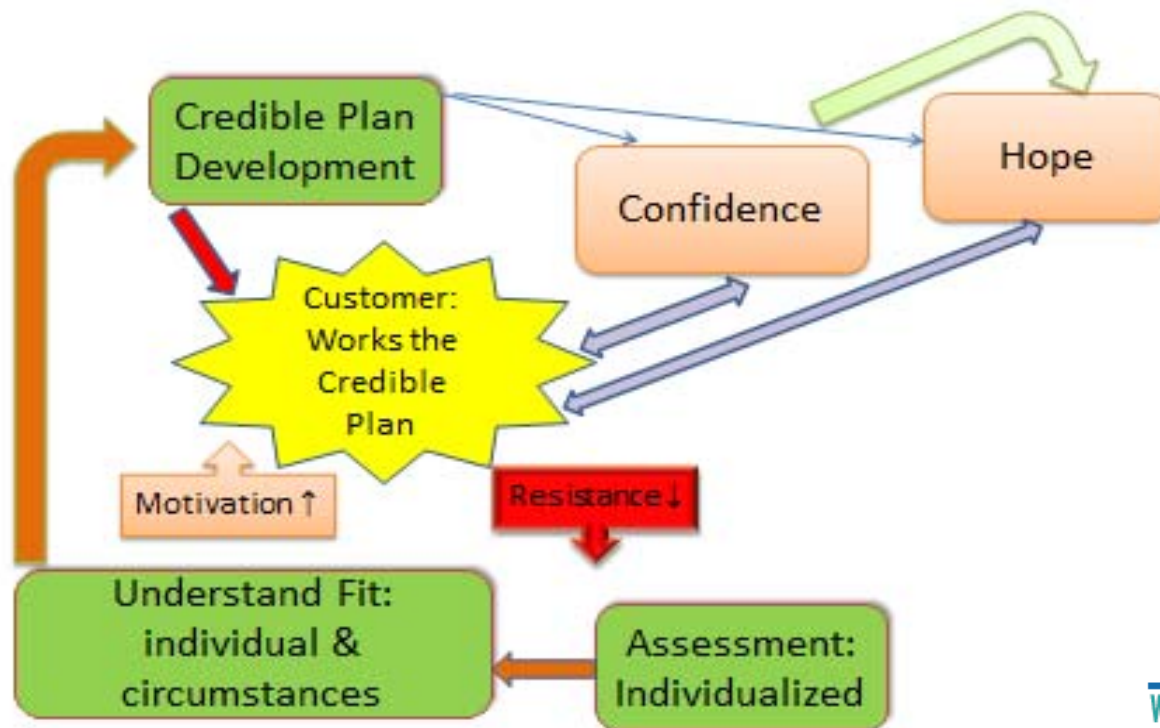 Credible Plan
Development
Hope
Confidence
Customer:
Works the
Credible
Plan
Motivation ↑
Resistance ↓
Understand Fit:
individual &
circumstances
Assessment:
Individualized